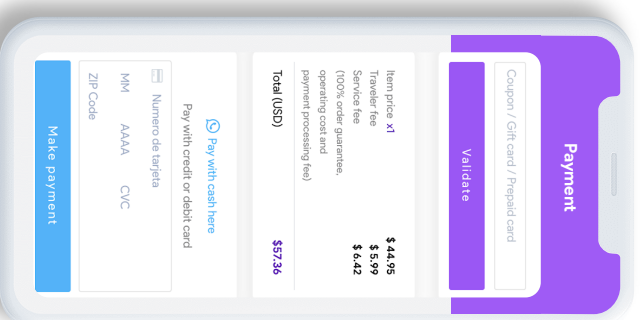 Payment
Coupon / Gift card / Prepaid card
Validate
Item price x1 $ 44.95
Traveler fee $ 5.99
Service fee $ 6.42
(100% order guarantee,
operating cost and
payment processing fee)
Total (USD) $57.36
Pay with cash here
Pay with credit or debit card
Numero de tarjeta
MM AAAA CVC
ZIP Code
Make payment